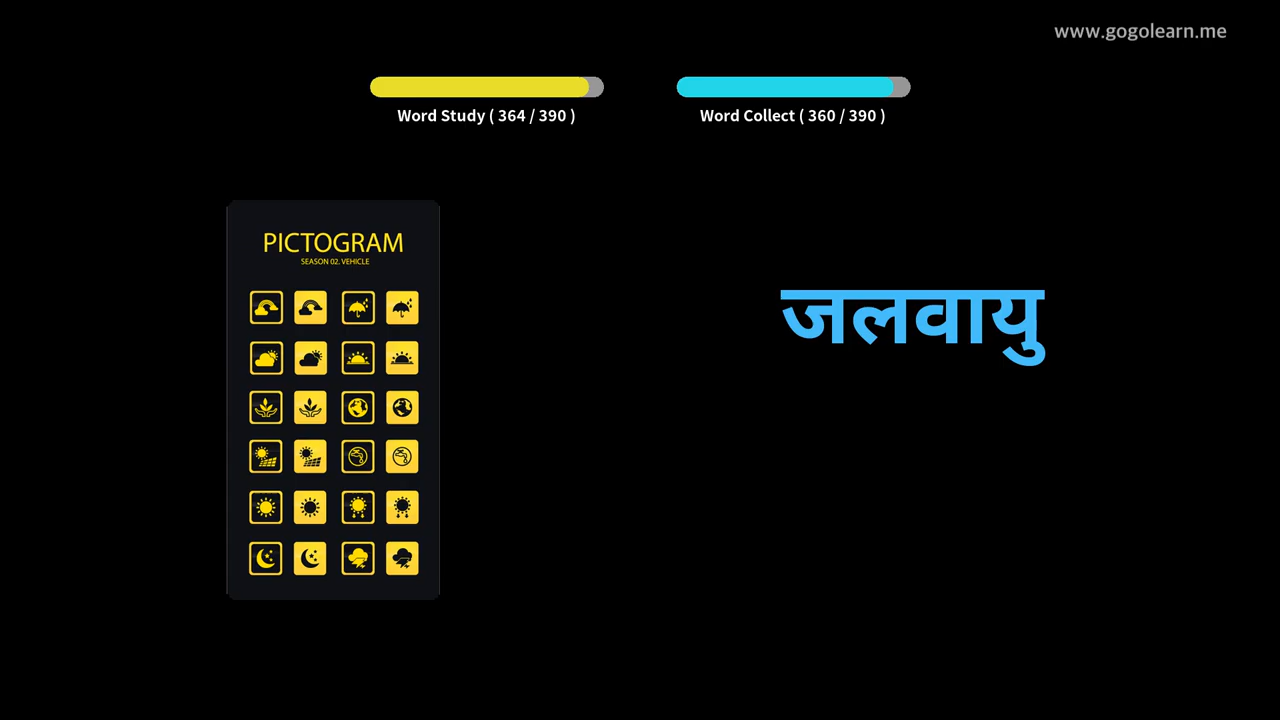 www.gogolearn.me
Word Study ( 364 / 390 )
Word Collect ( 360 / 390 )
PICTOGRAM
SEASON 02. VEHICLE
जलवायु